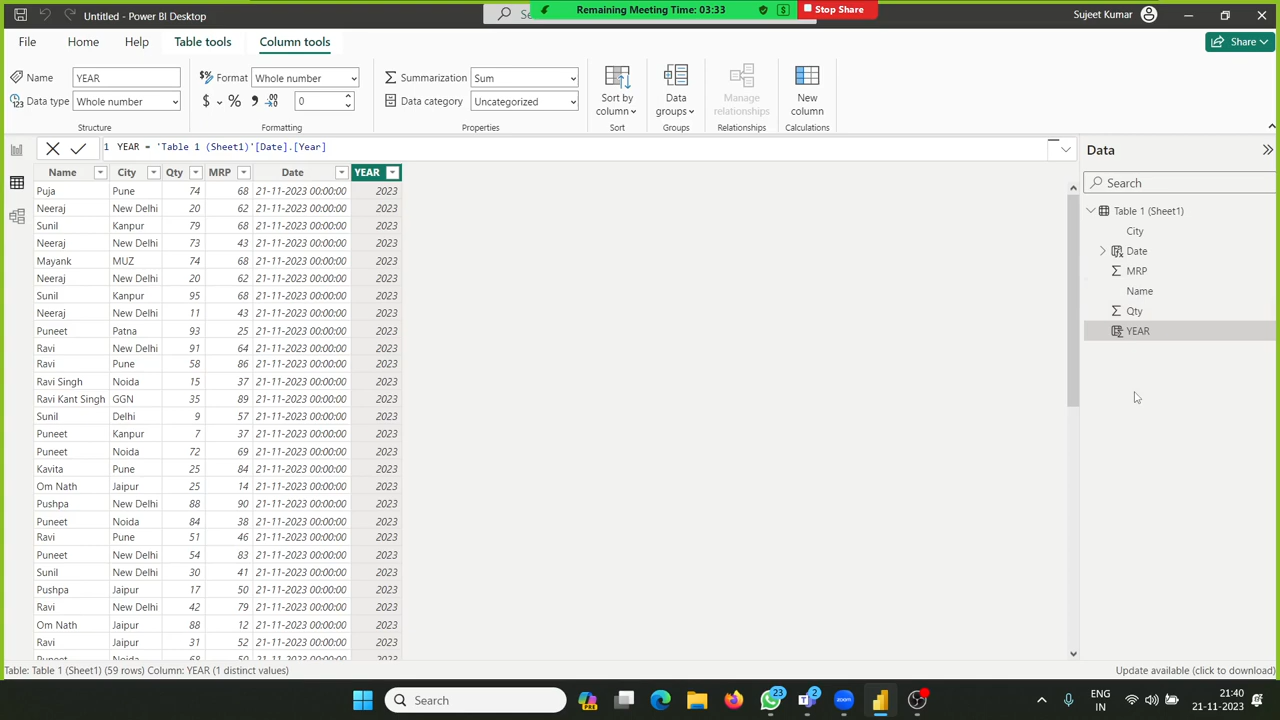 Untitled - Power BI Desktop
Remaining Meeting Time: 03:33
Stop Share
Sujeet Kumar
File
Home
Help
Table tools
Column tools
Share
Name
YEAR
Format
Whole number
Summarization
Sum
Data type
Whole number
$ % 0
Data category
Uncategorized
Sort by column
Data groups
Manage relationships
New column
Structure
Formatting
Properties
Sort
Groups
Relationships
Calculations
1 YEAR = 'Table 1 (Sheet1)'[Date].[Year]
Name City Qty MRP Date YEAR
Puja Pune 74 68 21-11-2023 00:00:00 2023
Neeraj New Delhi 20 62 21-11-2023 00:00:00 2023
Sunil Kanpur 79 68 21-11-2023 00:00:00 2023
Neeraj New Delhi 73 43 21-11-2023 00:00:00 2023
Mayank MUZ 74 68 21-11-2023 00:00:00 2023
Neeraj New Delhi 20 62 21-11-2023 00:00:00 2023
Sunil Kanpur 95 68 21-11-2023 00:00:00 2023
Neeraj New Delhi 11 43 21-11-2023 00:00:00 2023
Puneet Patna 93 25 21-11-2023 00:00:00 2023
Ravi New Delhi 91 64 21-11-2023 00:00:00 2023
Ravi Pune 58 86 21-11-2023 00:00:00 2023
Ravi Singh Noida 15 37 21-11-2023 00:00:00 2023
Ravi Kant Singh GGN 35 89 21-11-2023 00:00:00 2023
Sunil Delhi 9 57 21-11-2023 00:00:00 2023
Puneet Kanpur 7 37 21-11-2023 00:00:00 2023
Puneet Noida 72 69 21-11-2023 00:00:00 2023
Kavita Pune 25 84 21-11-2023 00:00:00 2023
Om Nath Jaipur 25 14 21-11-2023 00:00:00 2023
Pushpa New Delhi 88 90 21-11-2023 00:00:00 2023
Puneet Noida 84 38 21-11-2023 00:00:00 2023
Ravi Pune 51 46 21-11-2023 00:00:00 2023
Puneet New Delhi 54 83 21-11-2023 00:00:00 2023
Sunil New Delhi 30 41 21-11-2023 00:00:00 2023
Pushpa Jaipur 17 50 21-11-2023 00:00:00 2023
Ravi New Delhi 42 79 21-11-2023 00:00:00 2023
Om Nath Jaipur 88 12 21-11-2023 00:00:00 2023
Ravi Jaipur 31 52 21-11-2023 00:00:00 2023
Puneet Noida 68 50 21-11-2023 00:00:00 2023
Data
Search
Table 1 (Sheet1)
City
Date
MRP
Name
Qty
YEAR
Table: Table 1 (Sheet1) (59 rows) Column: YEAR (1 distinct values)
Update available (click to download)
Search
PRE
23
2
zoom
ENG
IN
21:40
21-11-2023